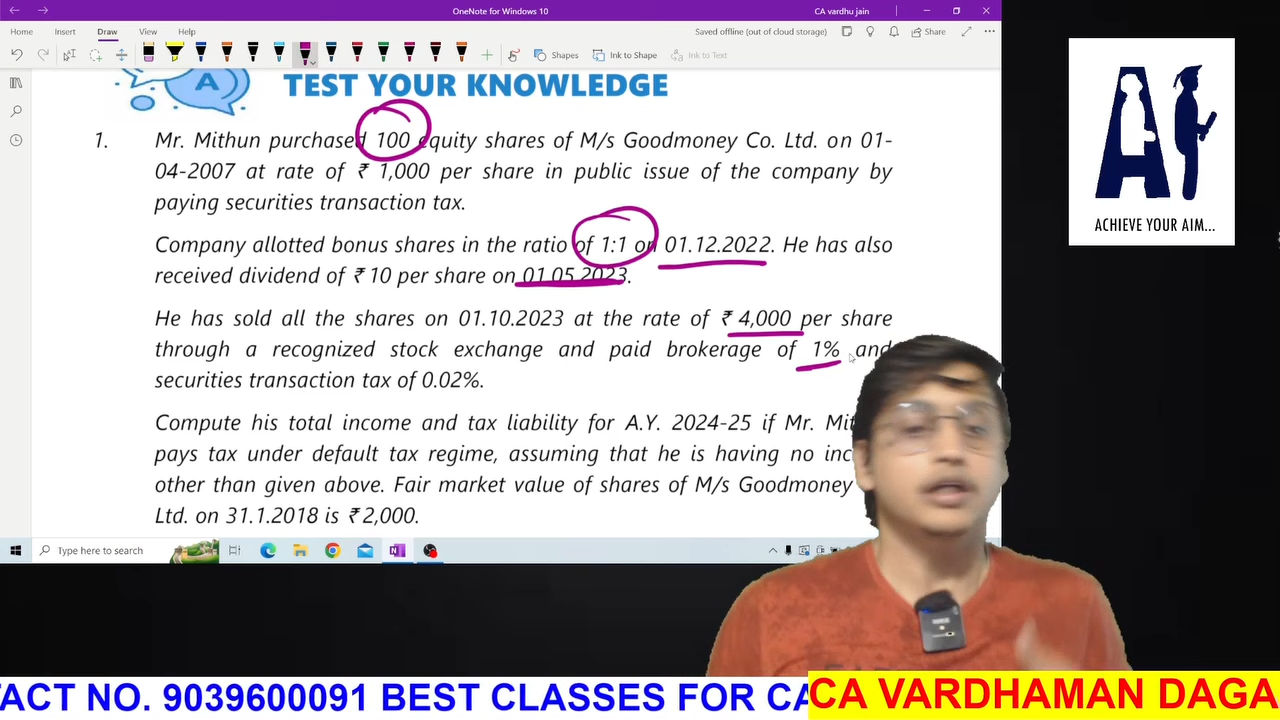 OneNote for Windows 10
CA vardhu jain
Home Insert Draw View Help
Saved offline (out of cloud storage)
Share
Shapes
Ink to Shape
Ink to Text
A
TEST YOUR KNOWLEDGE
1. Mr. Mithun purchased 100 equity shares of M/s Goodmoney Co. Ltd. on 01-
04-2007 at rate of ₹ 1,000 per share in public issue of the company by
paying securities transaction tax.
Company allotted bonus shares in the ratio of 1:1 on 01.12.2022. He has also
received dividend of ₹ 10 per share on 01.05.2023.
He has sold all the shares on 01.10.2023 at the rate of ₹ 4,000 per share
through a recognized stock exchange and paid brokerage of 1% and
securities transaction tax of 0.02%.
Compute his total income and tax liability for A.Y. 2024-25 if Mr.
pays tax under default tax regime, assuming that he is having no
other than given above. Fair market value of shares of M/s Goodmoney
Ltd. on 31.1.2018 is ₹ 2,000.
Type here to search
AI
ACHIEVE YOUR AIM...
TACT NO. 9039600091 BEST CLASSES FOR CA
CA VARDHAMAN DAGA